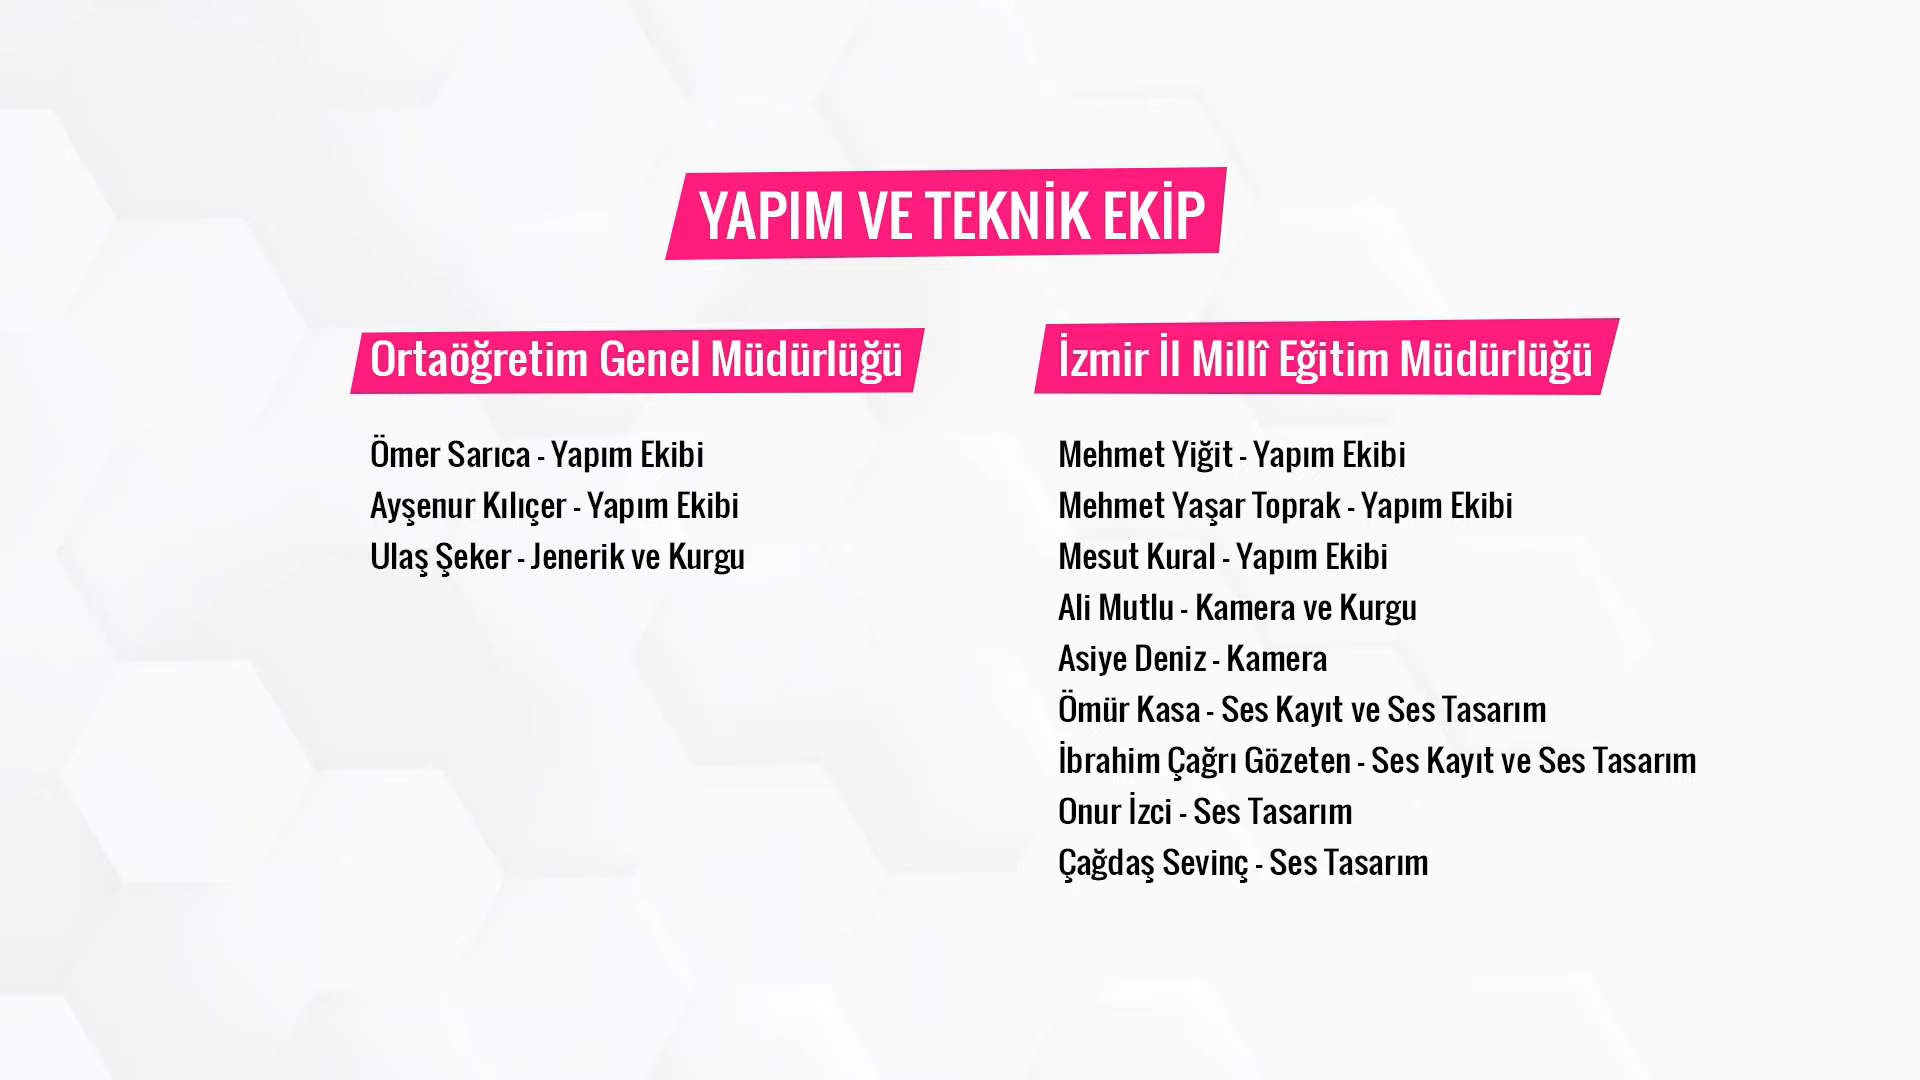 YAPIM VE TEKNİK EKİP
Ortaöğretim Genel Müdürlüğü
Ömer Sarıca - Yapım Ekibi
Ayşenur Kılıçer - Yapım Ekibi
Ulaş Şeker - Jenerik ve Kurgu
İzmir İl Millî Eğitim Müdürlüğü
Mehmet Yiğit - Yapım Ekibi
Mehmet Yaşar Toprak - Yapım Ekibi
Mesut Kural - Yapım Ekibi
Ali Mutlu - Kamera ve Kurgu
Asiye Deniz - Kamera
Ömür Kasa - Ses Kayıt ve Ses Tasarım
İbrahim Çağrı Gözeten - Ses Kayıt ve Ses Tasarım
Onur İzci - Ses Tasarım
Çağdaş Sevinç - Ses Tasarım